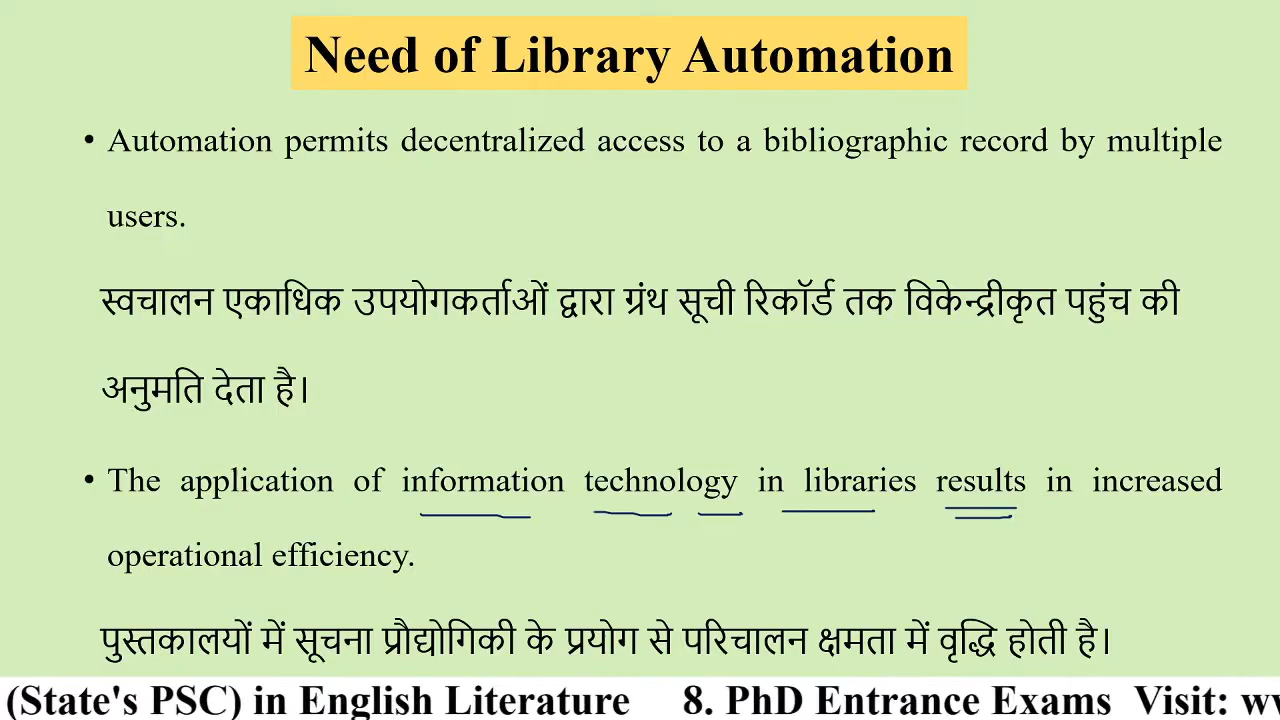 Need of Library Automation
• Automation permits decentralized access to a bibliographic record by multiple
users.
स्वचालन एकाधिक उपयोगकर्ताओं द्वारा ग्रंथ सूची रिकॉर्ड तक विकेन्द्रीकृत पहुंच की
अनुमति देता है।
• The application of information technology in libraries results in increased
operational efficiency.
पुस्तकालयों में सूचना प्रौद्योगिकी के प्रयोग से परिचालन क्षमता में वृद्धि होती है।
(State's PSC) in English Literature 8. PhD Entrance Exams Visit: